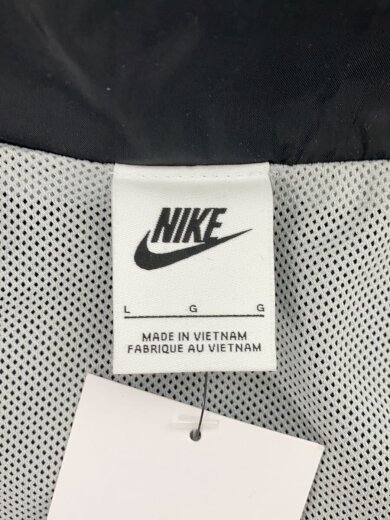 NIKE
L G G
MADE IN VIETNAM
FABRIQUE AU VIETNAM